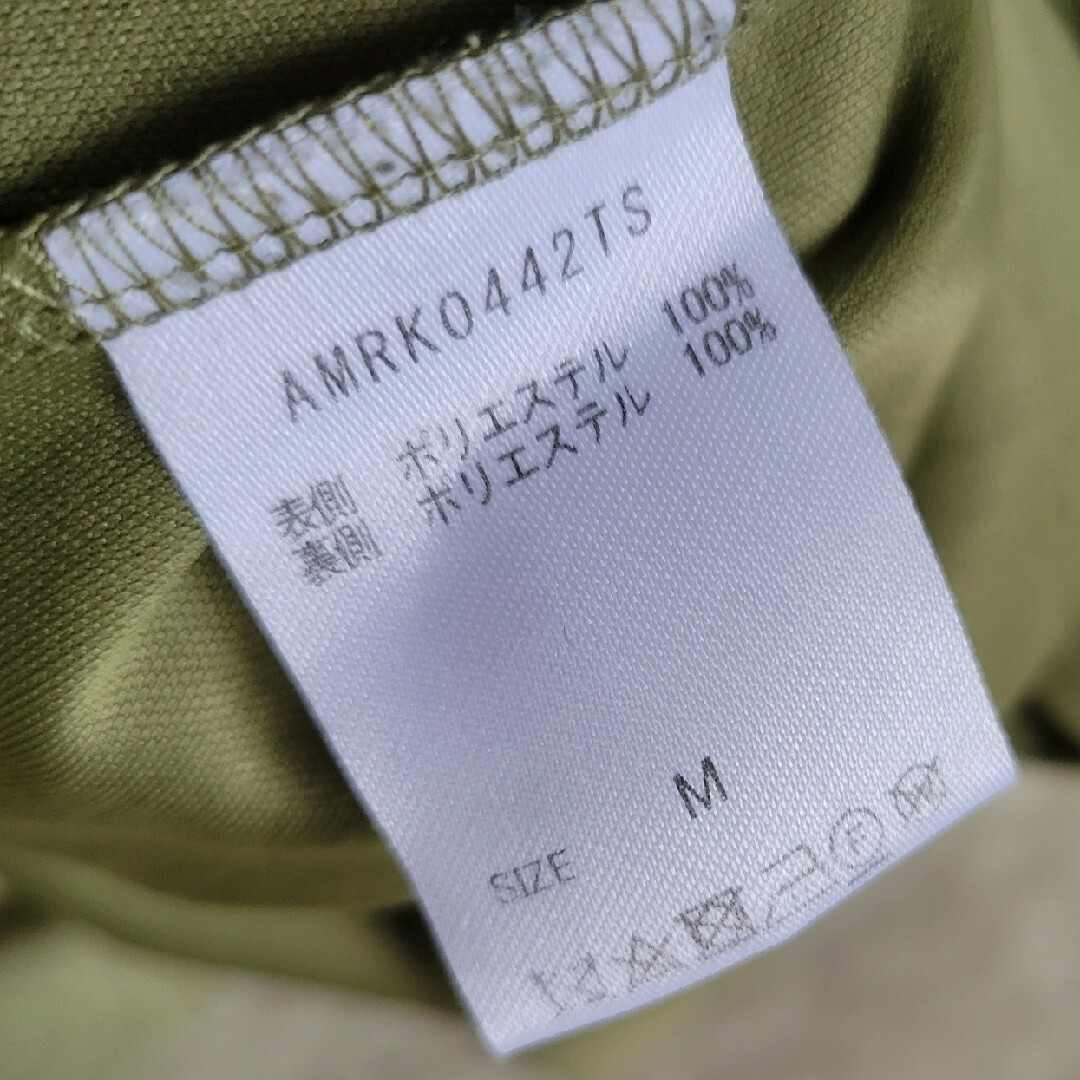 AMRK0442TS
表側 ポリエステル 100%
裏側 ポリエステル 100%
M
SIZE